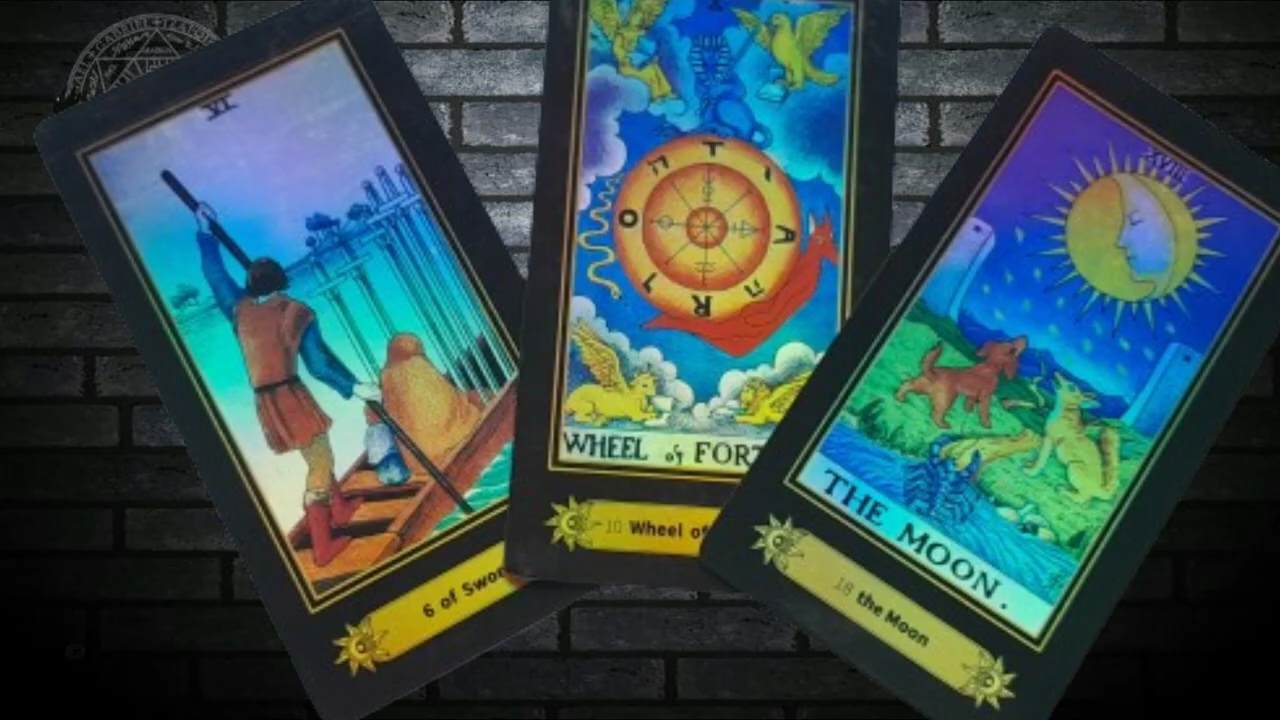 VI
6 of Swo
X
T
A
R
O
ה
ו
ה
י
WHEEL of FORT
10 Wheel of
XVIII
THE MOON.
18 the Moon